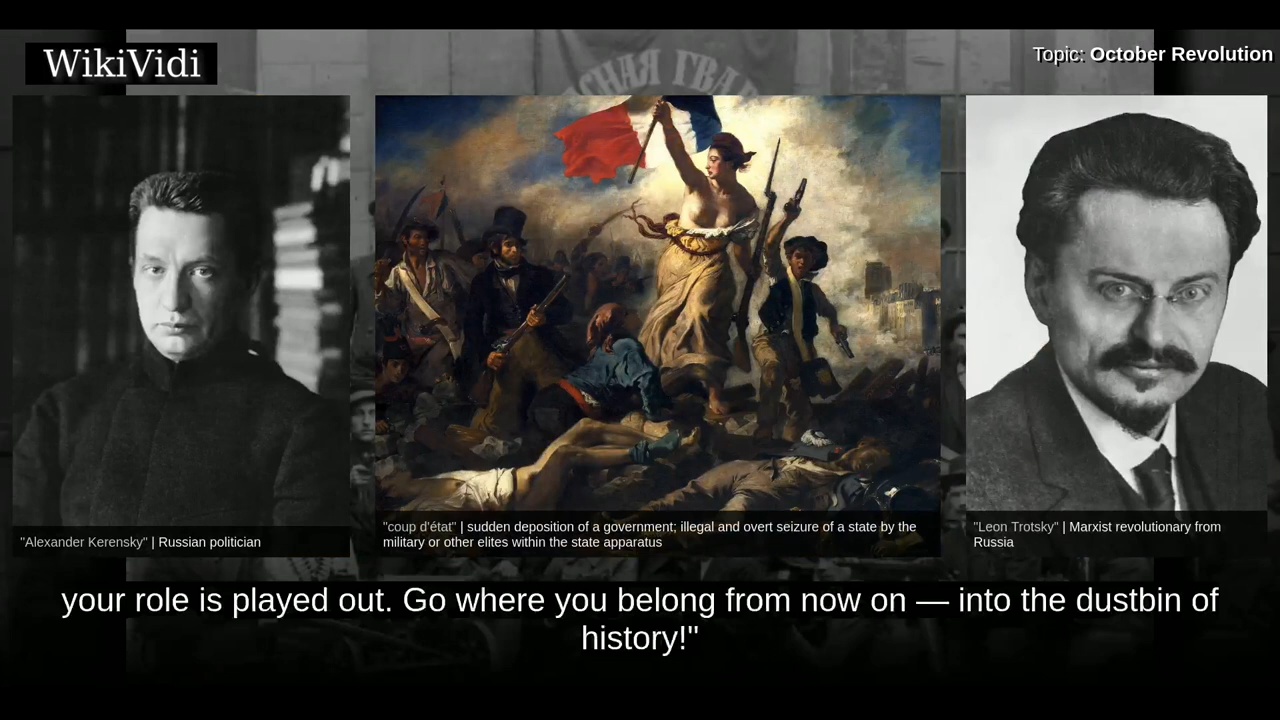 WikiVidi
Topic: October Revolution
СНАЯ ГВАР
"Alexander Kerensky" | Russian politician
"coup d'état" | sudden deposition of a government; illegal and overt seizure of a state by the
military or other elites within the state apparatus
"Leon Trotsky" | Marxist revolutionary from
Russia
your role is played out. Go where you belong from now on — into the dustbin of
history!"